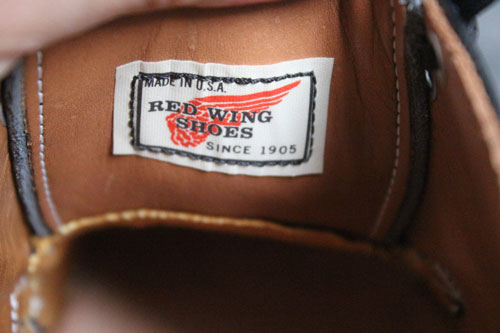 MADE IN U.S.A.
RED WING
SHOES
SINCE 1905